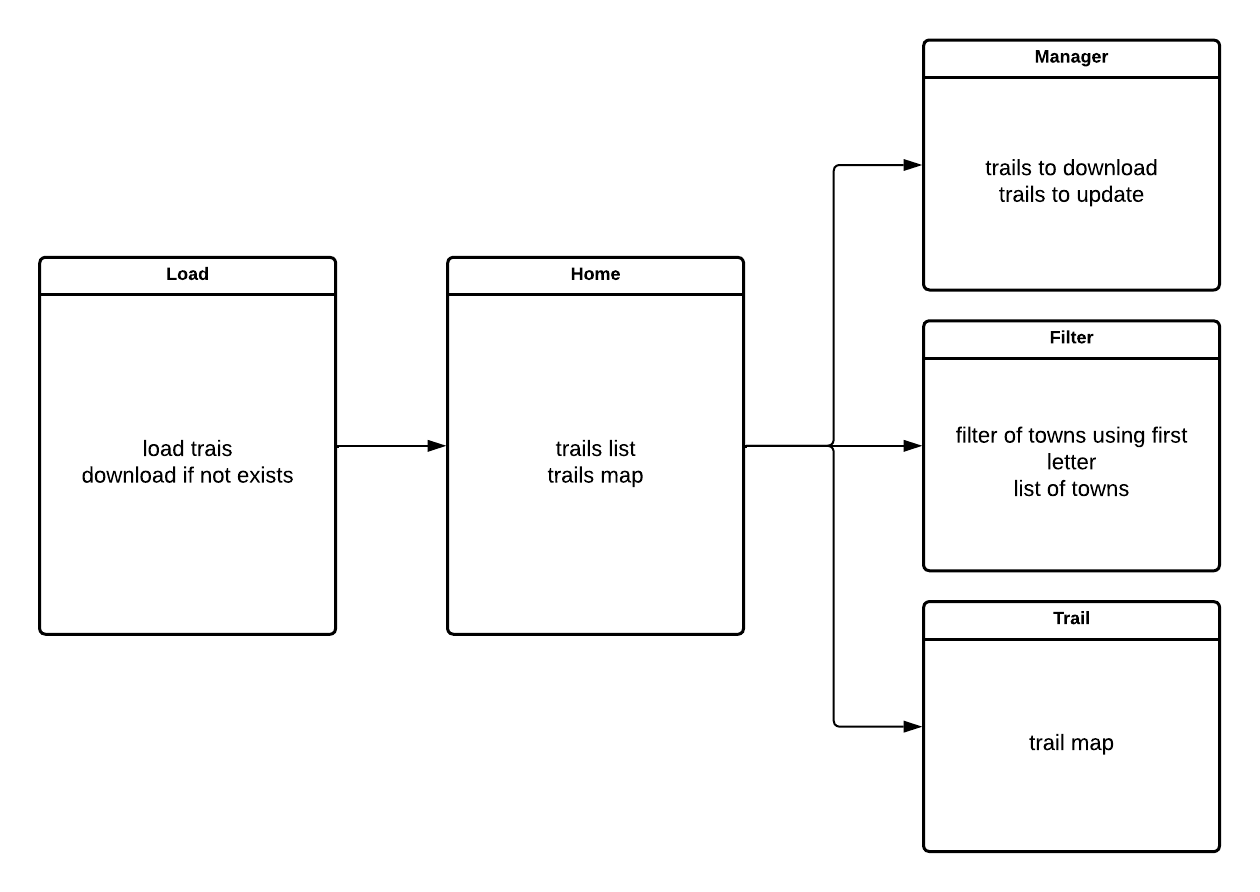 Load
load trais
download if not exists
Home
trails list
trails map
Manager
trails to download
trails to update
Filter
filter of towns using first
letter
list of towns
Trail
trail map